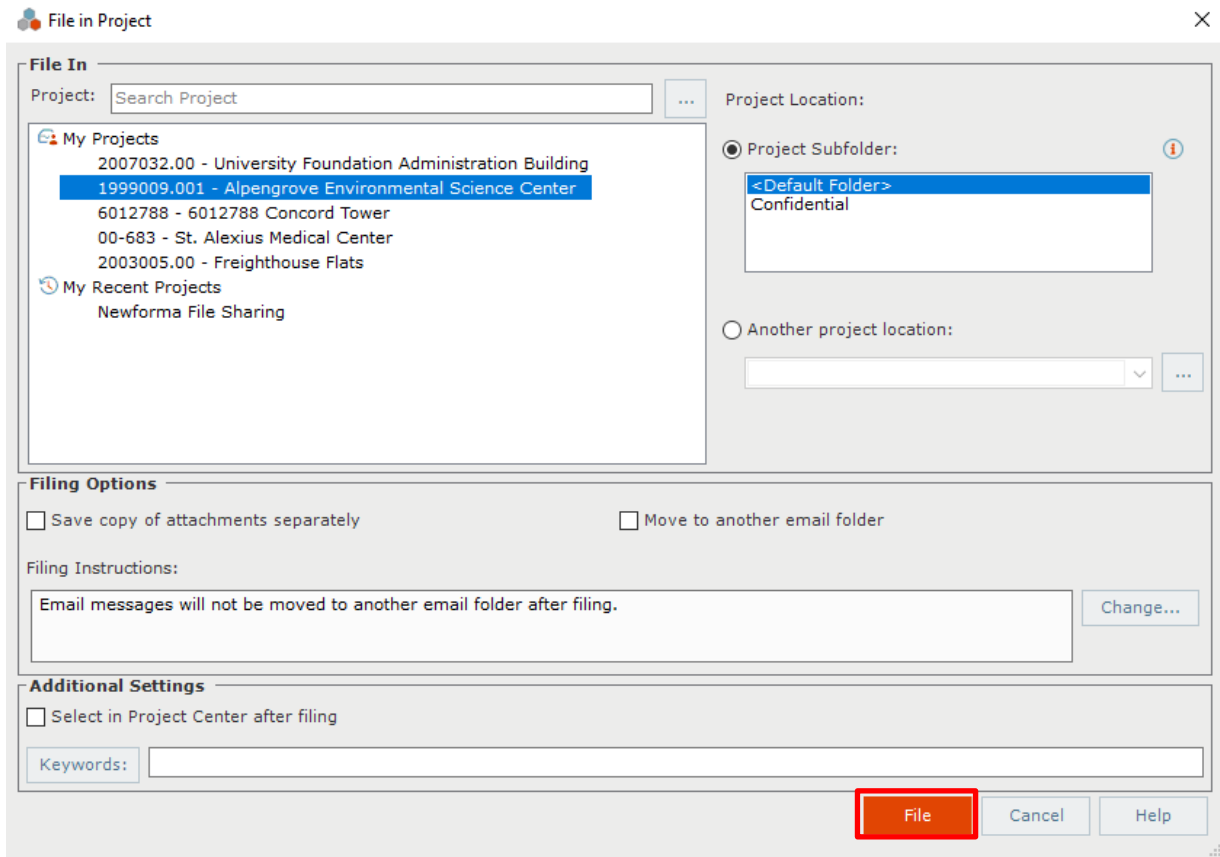 File in Project
File In
Project: Search Project ...
My Projects
2007032.00 - University Foundation Administration Building
1999009.001 - Alpengrove Environmental Science Center
6012788 - 6012788 Concord Tower
00-683 - St. Alexius Medical Center
2003005.00 - Freighthouse Flats
My Recent Projects
Newforma File Sharing
Project Location:
Project Subfolder:
<Default Folder>
Confidential
Another project location:
...
Filing Options
Save copy of attachments separately
Move to another email folder
Filing Instructions:
Email messages will not be moved to another email folder after filing.
Change...
Additional Settings
Select in Project Center after filing
Keywords:
File Cancel Help